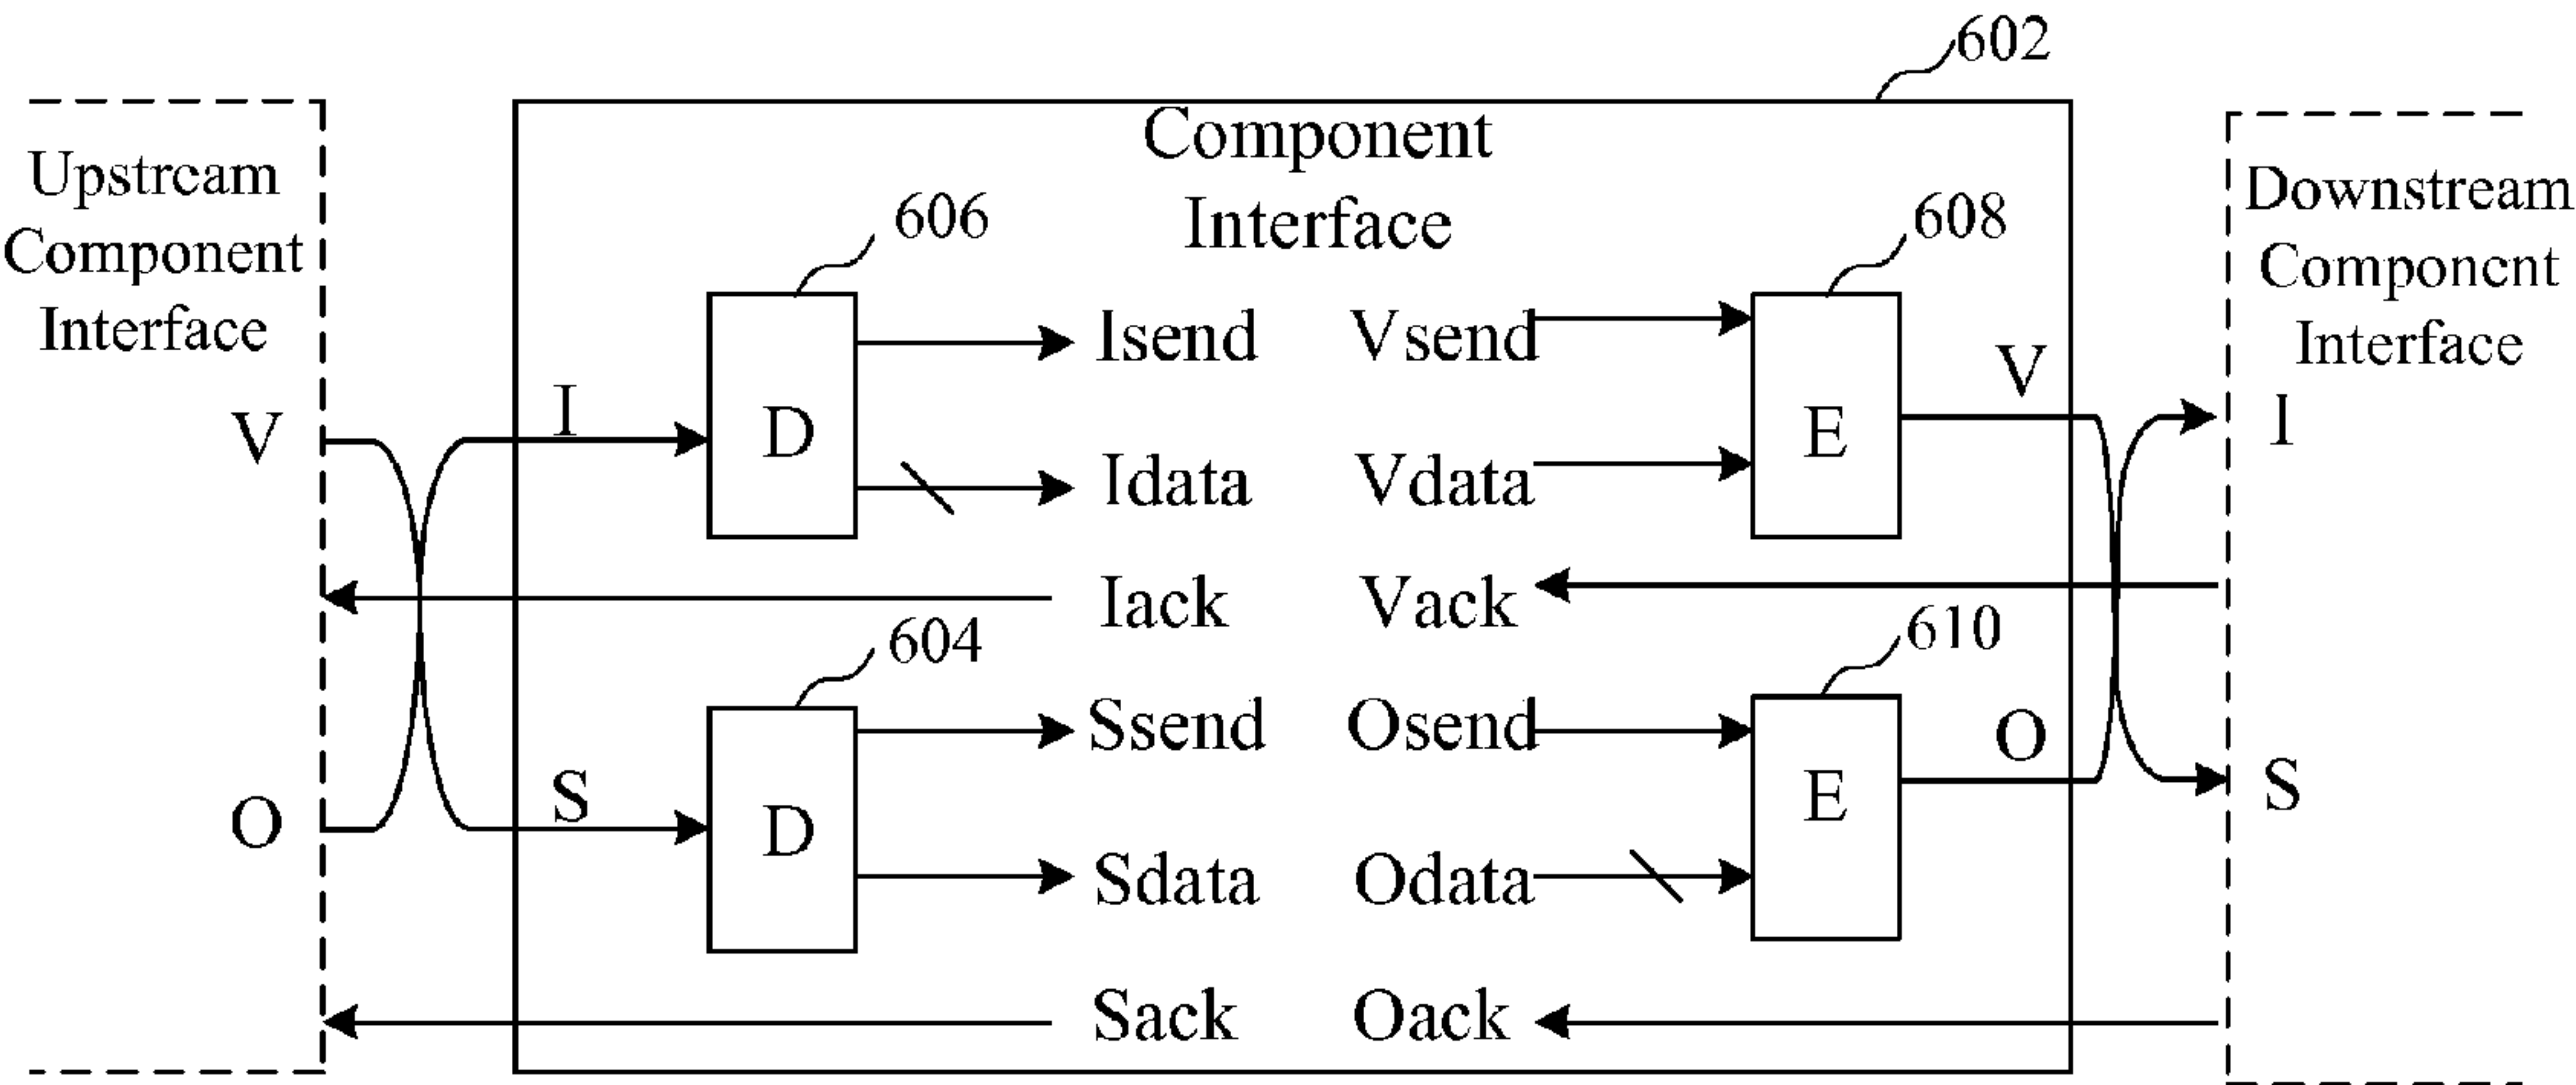 602
Component
Interface
Upstream
Component
Interface
Downstream
Component
Interface
606
608
Isend
Vsend
V
I
V
I
D
E
Idata
Vdata
Iack
Vack
604
610
Ssend
Osend
O
O
S
D
E
S
Sdata
Odata
Sack
Oack